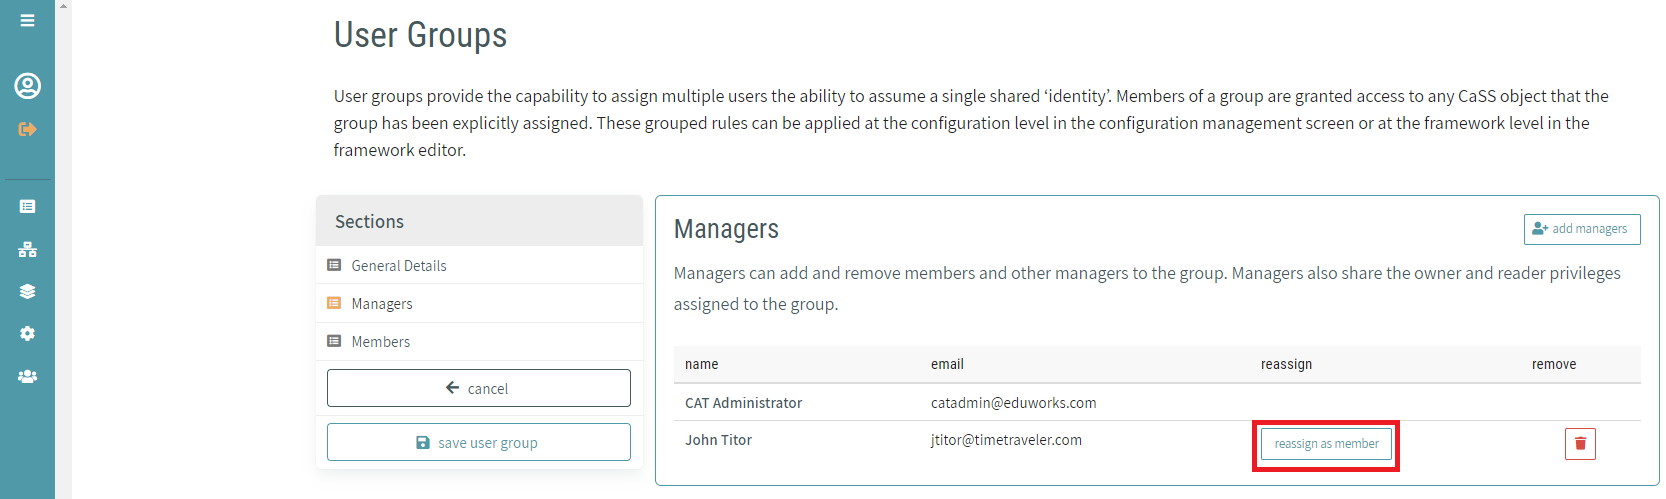 User Groups
User groups provide the capability to assign multiple users the ability to assume a single shared ‘identity’. Members of a group are granted access to any CaSS object that the
group has been explicitly assigned. These grouped rules can be applied at the configuration level in the configuration management screen or at the framework level in the
framework editor.
Sections
General Details
Managers
Members
cancel
save user group
Managers
add managers
Managers can add and remove members and other managers to the group. Managers also share the owner and reader privileges
assigned to the group.
name email reassign remove
CAT Administrator catadmin@eduworks.com
John Titor jtitor@timetraveler.com reassign as member